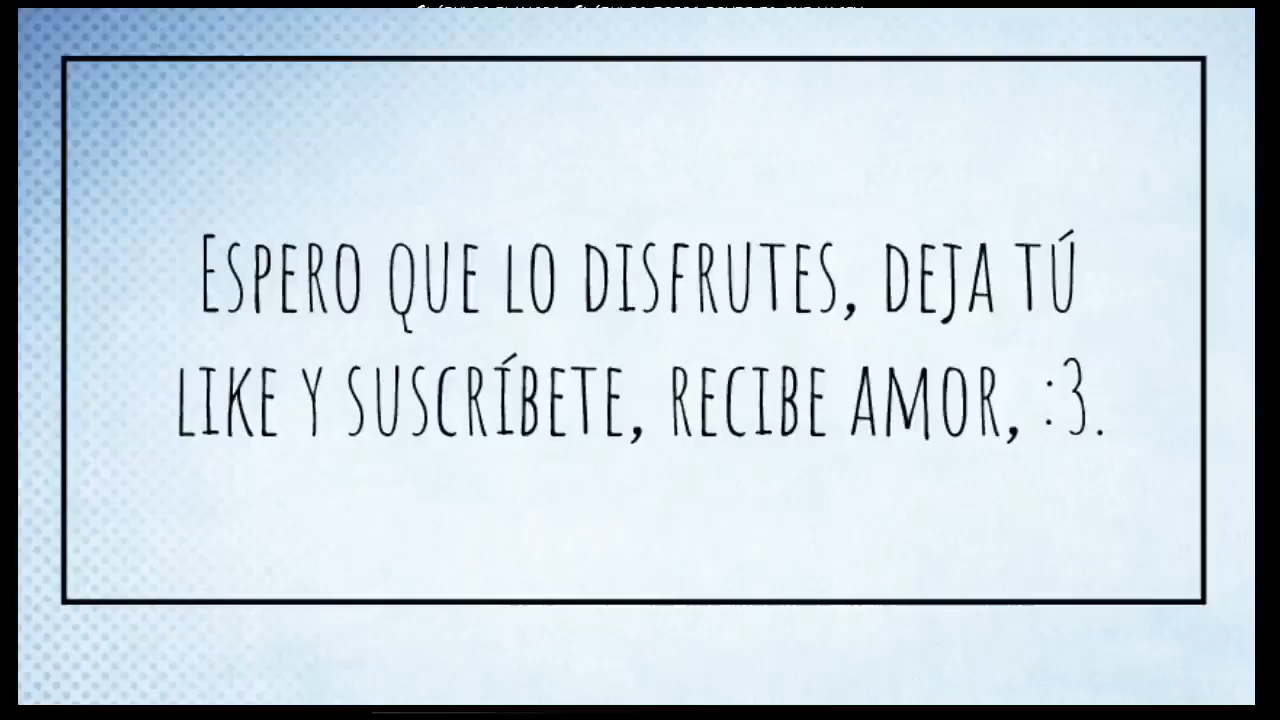 Espero que lo disfrutes, deja tú
like y suscríbete, recibe amor, :3.